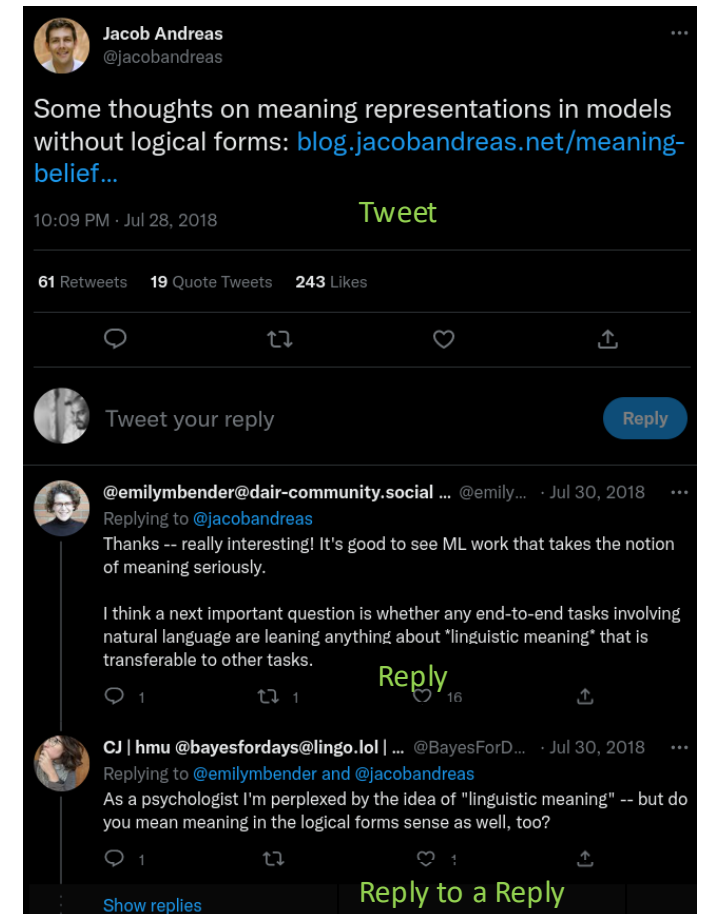 Jacob Andreas
@jacobandreas
Some thoughts on meaning representations in models
without logical forms: blog.jacobandreas.net/meaning-
belief...
10:09 PM · Jul 28, 2018
Tweet
61 Retweets 19 Quote Tweets 243 Likes
Tweet your reply
Reply
@emilymbender@dair-community.social ... @emily... · Jul 30, 2018
Replying to @jacobandreas
Thanks -- really interesting! It's good to see ML work that takes the notion
of meaning seriously.
I think a next important question is whether any end-to-end tasks involving
natural language are leaning anything about *linguistic meaning* that is
transferable to other tasks.
Reply
1 1 16
CJ | hmu @bayesfordays@lingo.lol | ... @BayesForD... · Jul 30, 2018
Replying to @emilymbender and @jacobandreas
As a psychologist I'm perplexed by the idea of "linguistic meaning" -- but do
you mean meaning in the logical forms sense as well, too?
1 1
Reply to a Reply
Show replies